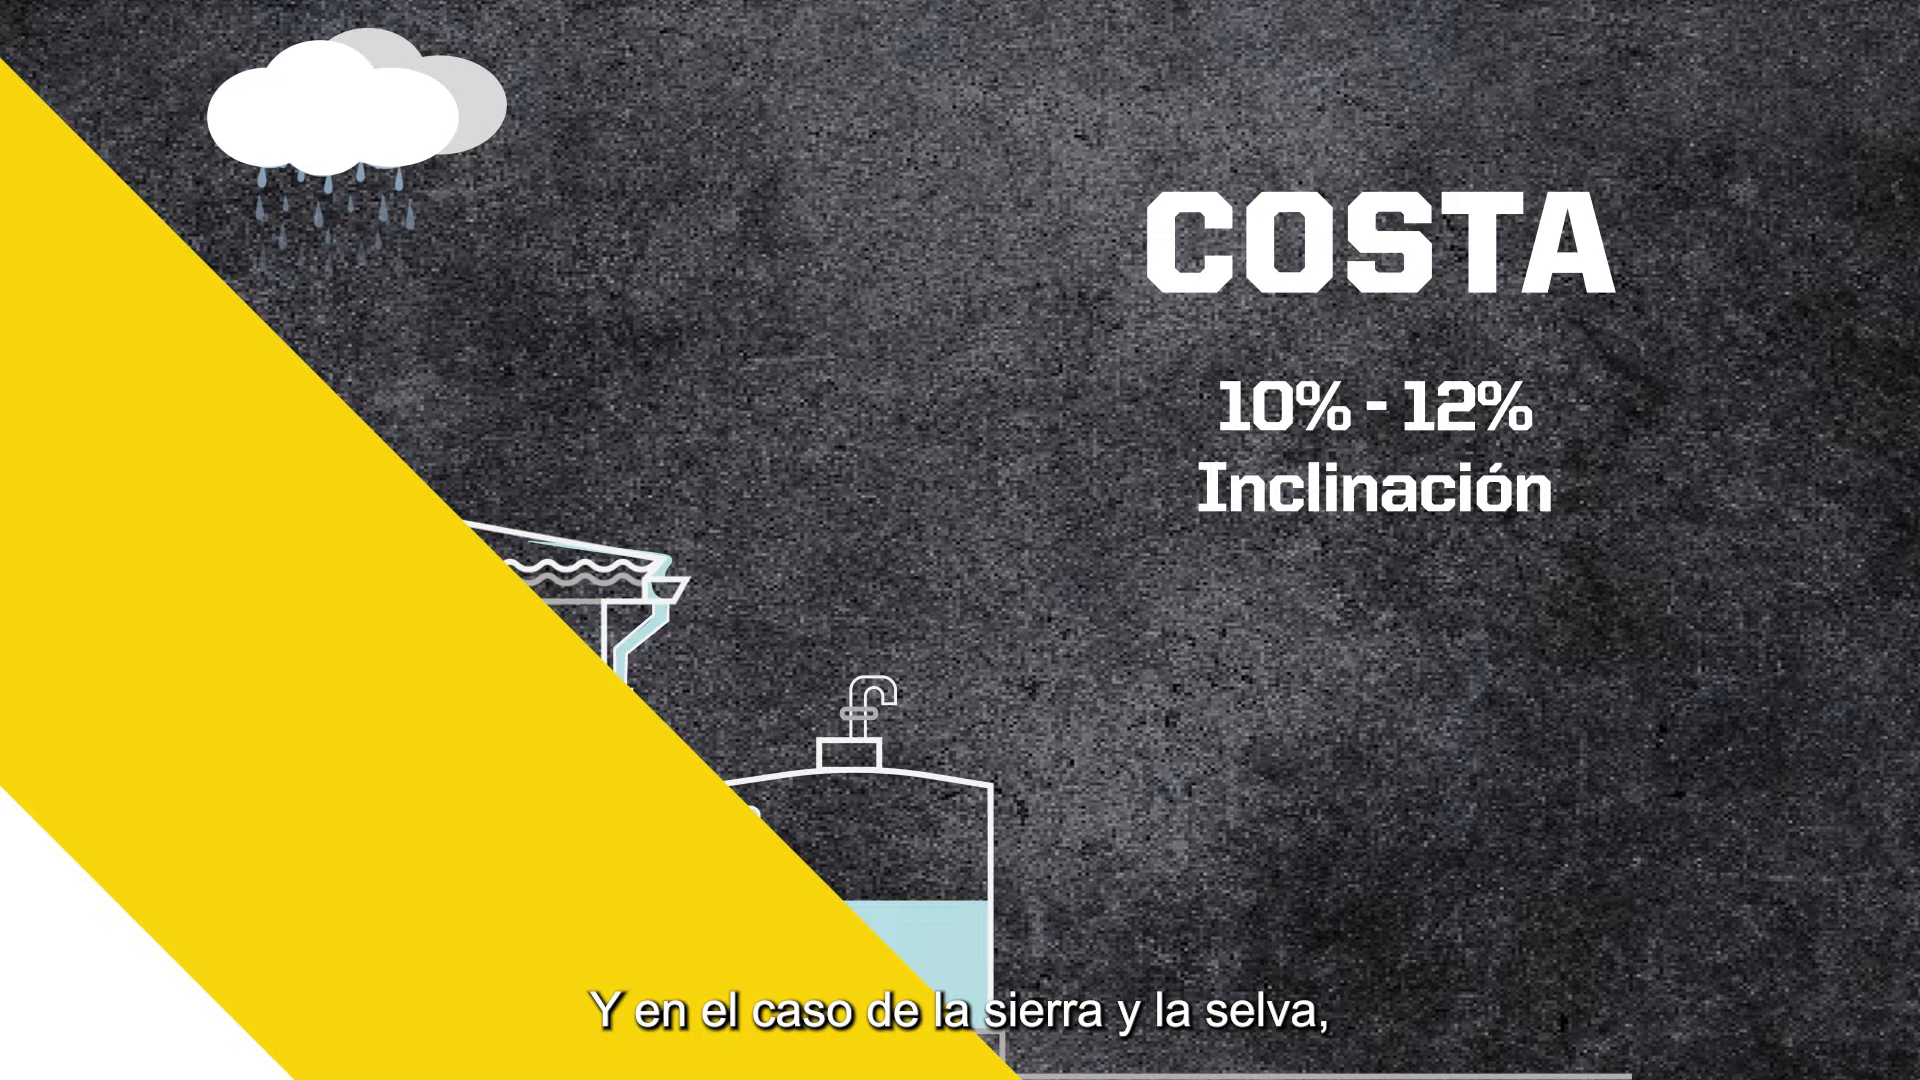 COSTA
10% - 12%
Inclinación
Y en el caso de la sierra y la selva,